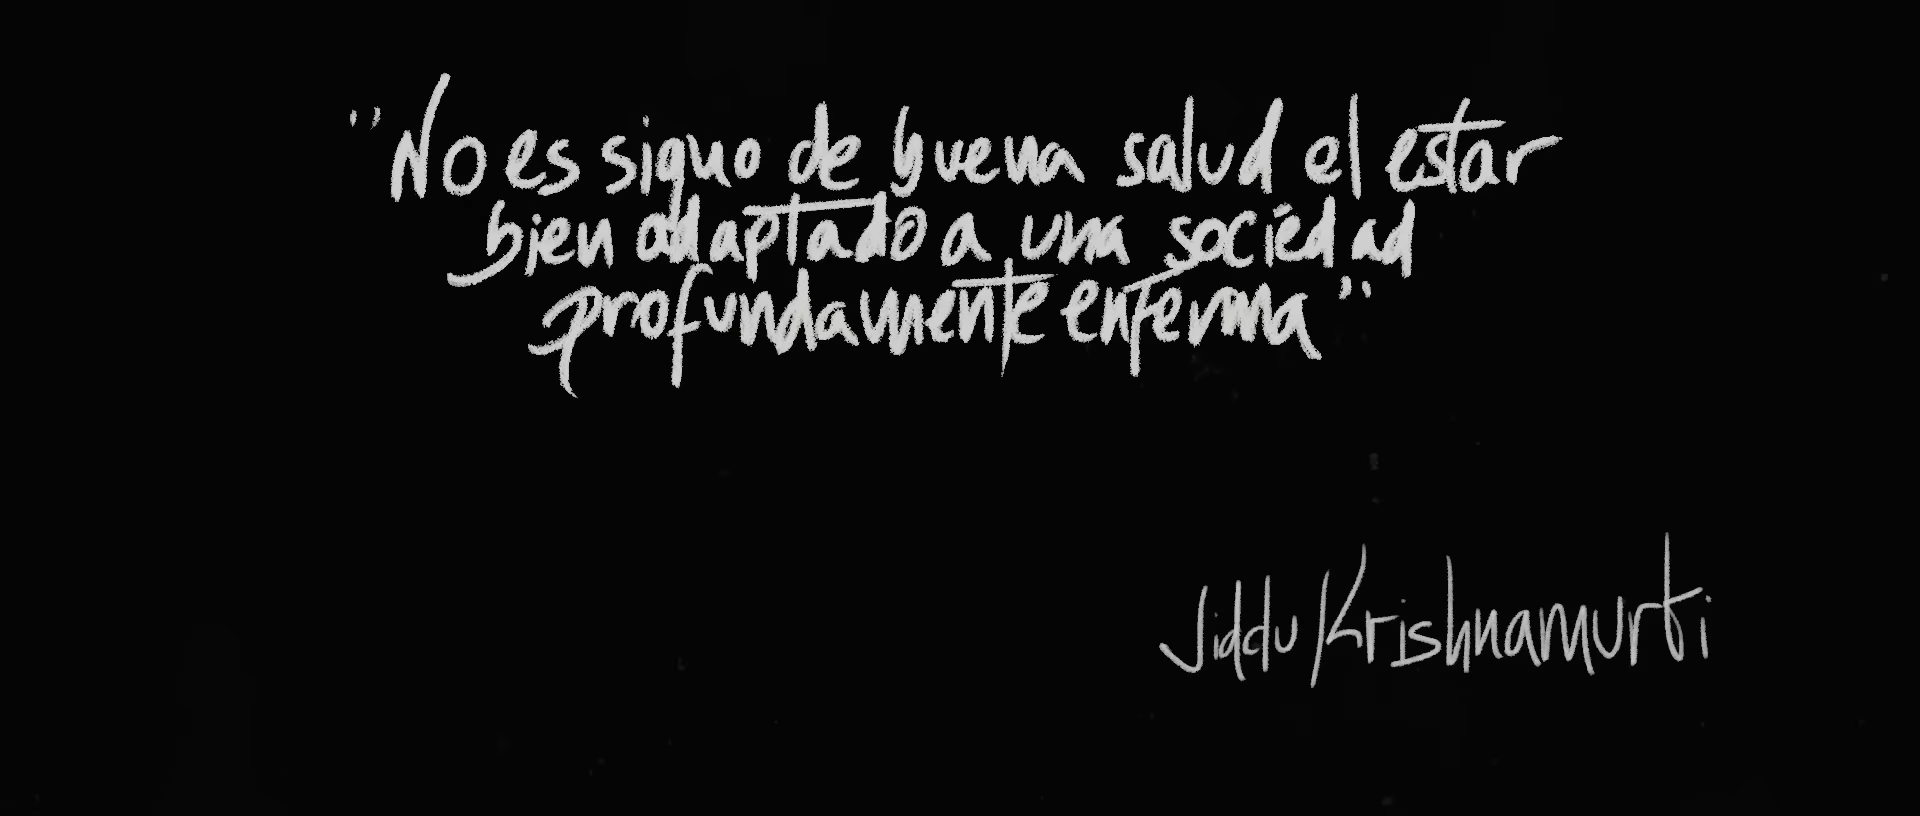 "No es signo de buena salud el estar
bien adaptado a una sociedad
profundamente enferma"
Jiddu Krishnamurti